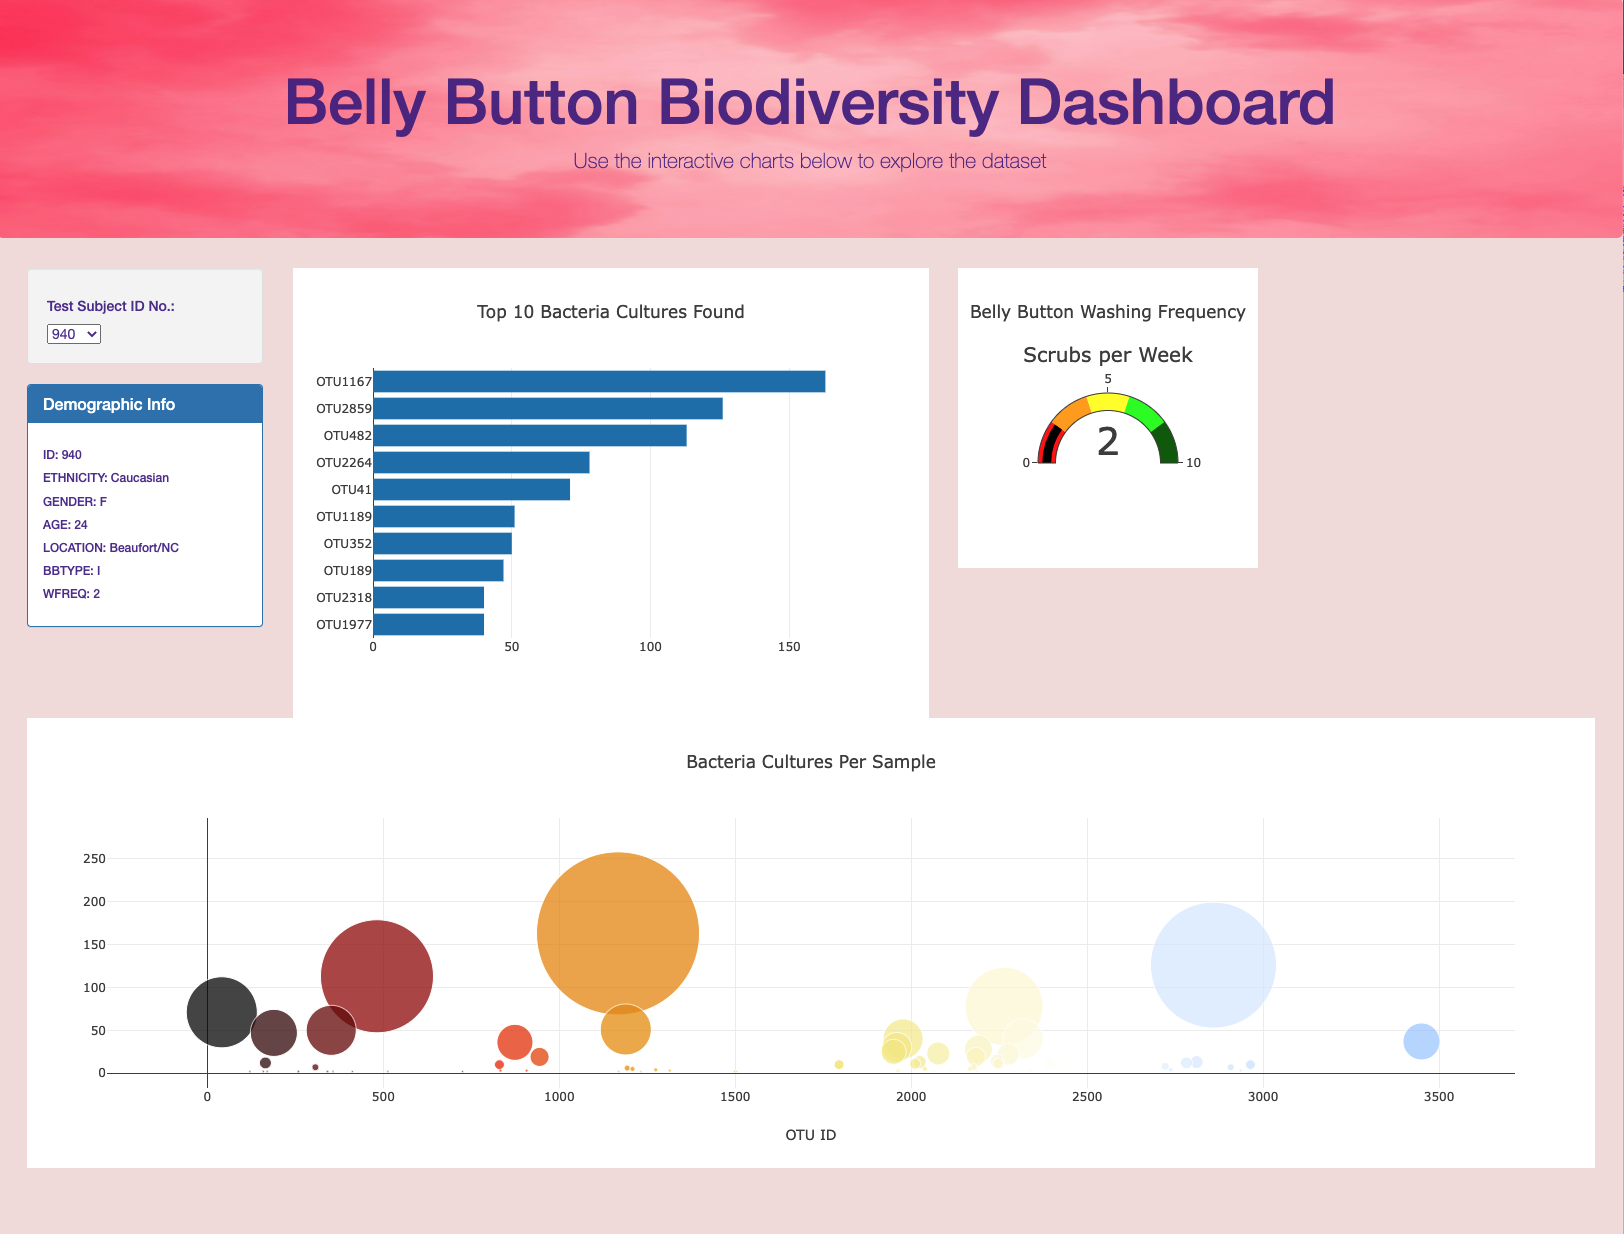 Belly Button Biodiversity Dashboard
Use the interactive charts below to explore the dataset
Test Subject ID No.:
940
Demographic Info
ID: 940
ETHNICITY: Caucasian
GENDER: F
AGE: 24
LOCATION: Beaufort/NC
BBTYPE: I
WFREQ: 2
Top 10 Bacteria Cultures Found
OTU1167
OTU2859
OTU482
OTU2264
OTU41
OTU1189
OTU352
OTU189
OTU2318
OTU1977
0 50 100 150
Belly Button Washing Frequency
Scrubs per Week
5
2
0 10
Bacteria Cultures Per Sample
250
200
150
100
50
0
0 500 1000 1500 2000 2500 3000 3500
OTU ID